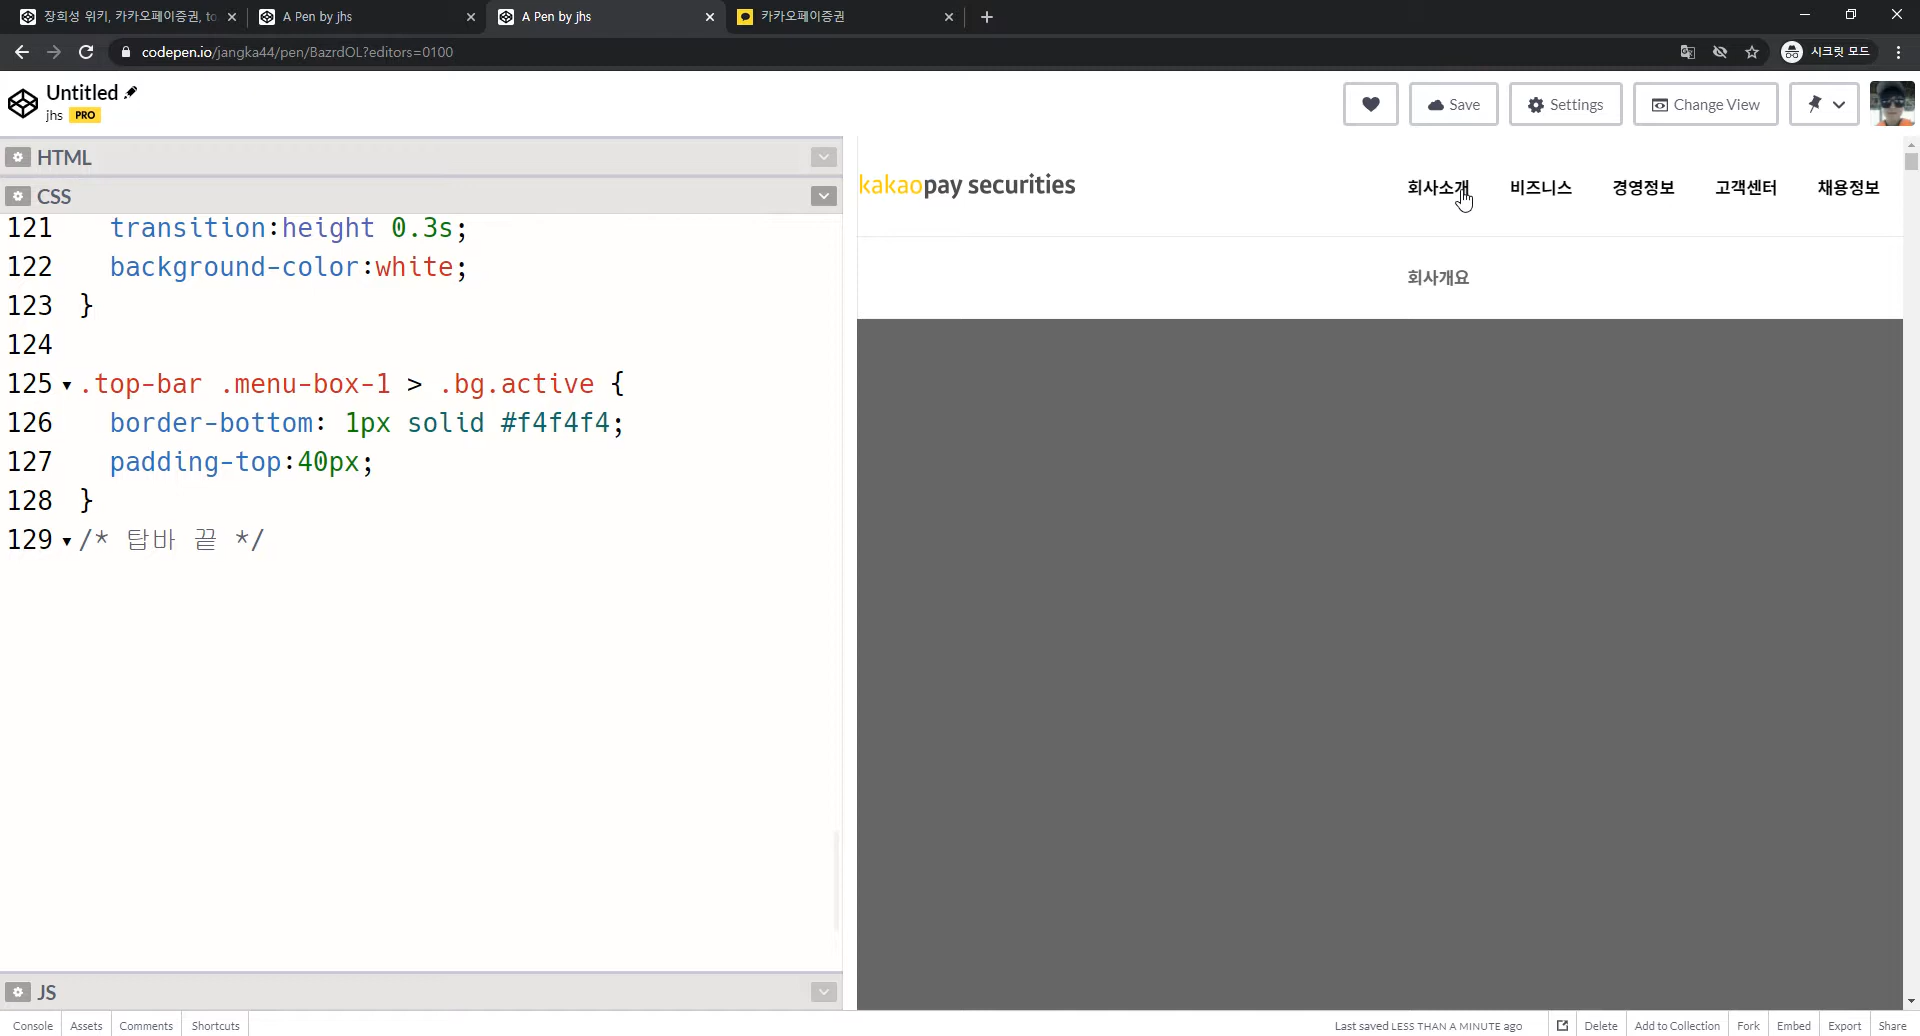 장희성 위키, 카카오페이증권, to
A Pen by jhs
A Pen by jhs
카카오페이증권
codepen.io/jangka44/pen/BazrdOL?editors=0100
시크릿 모드
Untitled
jhs PRO
Save
Settings
Change View
HTML
CSS
121 transition:height 0.3s;
122 background-color:white;
123 }
124
125 .top-bar .menu-box-1 > .bg.active {
126 border-bottom: 1px solid #f4f4f4;
127 padding-top:40px;
128 }
129 /* 탑바 끝 */
JS
kakaopay securities
회사소개 비즈니스 경영정보 고객센터 채용정보
회사개요
Console Assets Comments Shortcuts
Last saved LESS THAN A MINUTE ago
Delete Add to Collection Fork Embed Export Share